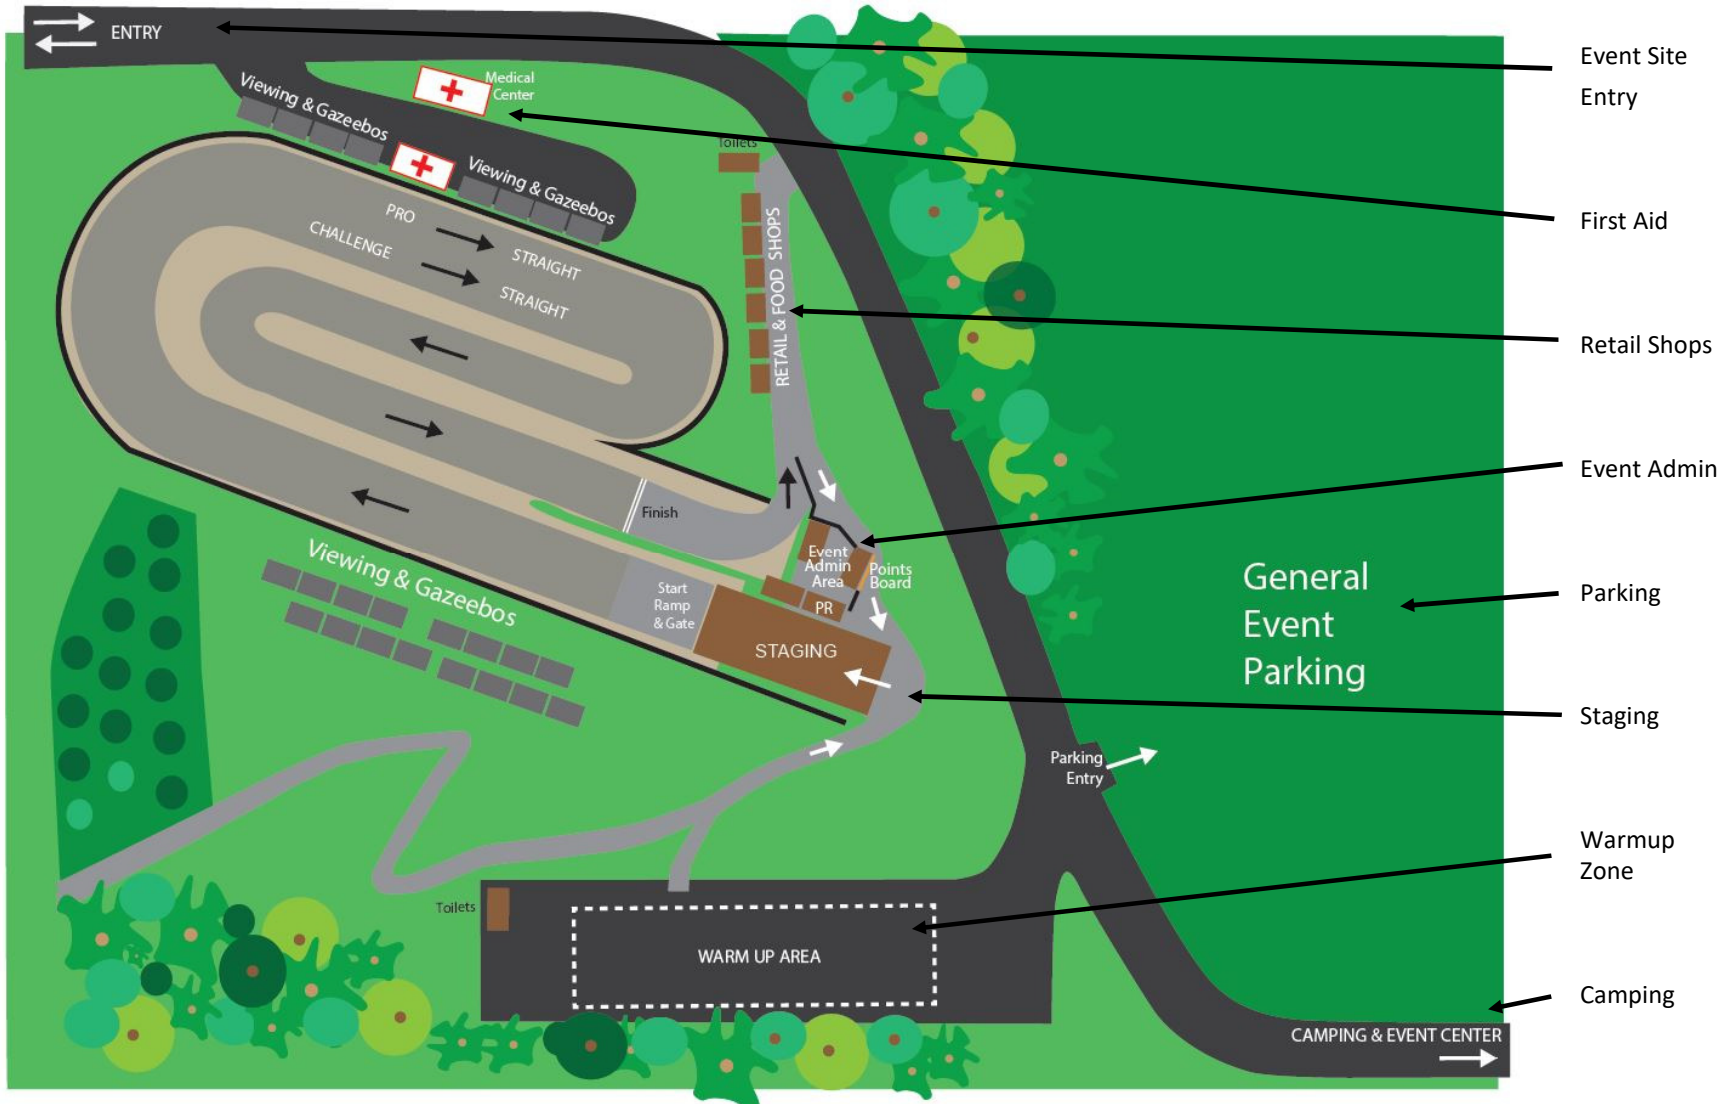 ENTRY
Medical
Center
Viewing & Gazeebos
Viewing & Gazeebos
Toilets
PRO
STRAIGHT
CHALLENGE
STRAIGHT
RETAIL & FOOD SHOPS
Finish
Event
Admin
Area
Points
Board
PR
Start
Ramp
& Gate
STAGING
Viewing & Gazeebos
General
Event
Parking
Parking
Entry
Toilets
WARM UP AREA
CAMPING & EVENT CENTER
Event Site
Entry
First Aid
Retail Shops
Event Admin
Parking
Staging
Warmup
Zone
Camping